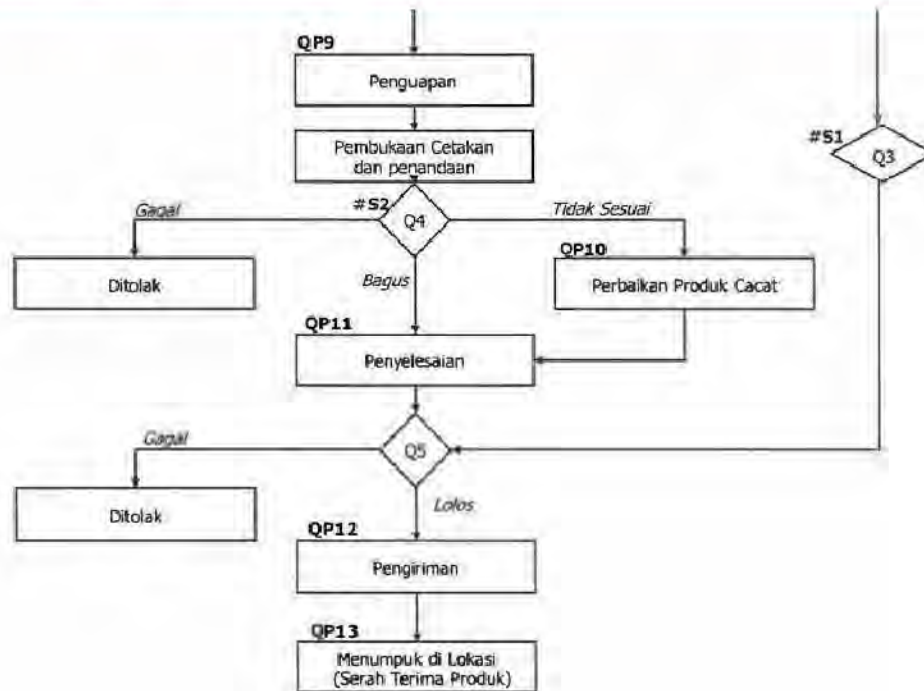 QP9
Penguapan
Pembukaan Cetakan
dan penandaan
#S1
Q3
Gagal
#S2
Q4
Tidak Sesuai
QP10
Ditolak
Bagus
Perbaikan Produk Cacat
QP11
Penyelesaian
Gagal
Q5
Ditolak
Lolos
QP12
Pengiriman
QP13
Menumpuk di Lokasi
(Serah Terima Produk)